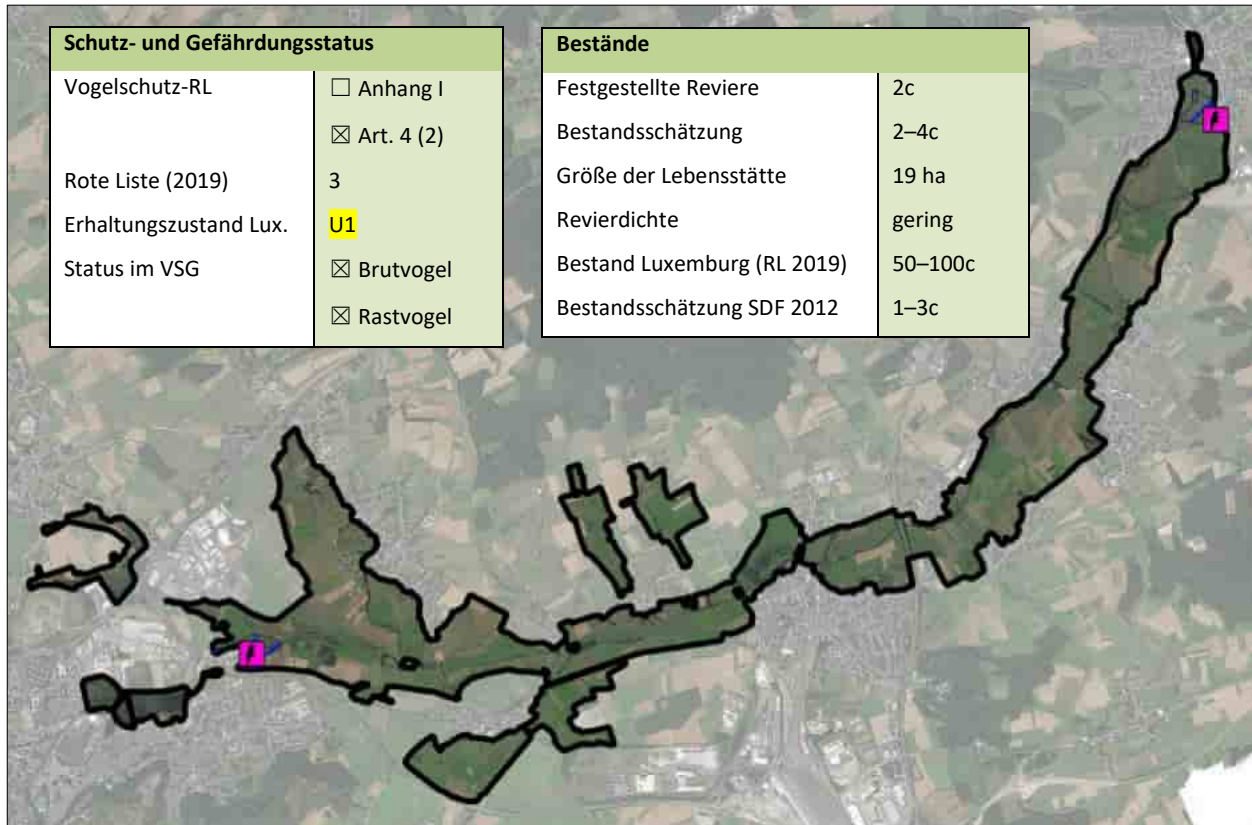 Schutz- und Gefährdungsstatus
Vogelschutz-RL ☐ Anhang I
☒ Art. 4 (2)
Rote Liste (2019) 3
Erhaltungszustand Lux. U1
Status im VSG ☒ Brutvogel
☒ Rastvogel
Bestände
Festgestellte Reviere 2c
Bestandsschätzung 2–4c
Größe der Lebensstätte 19 ha
Revierdichte gering
Bestand Luxemburg (RL 2019) 50–100c
Bestandsschätzung SDF 2012 1–3c